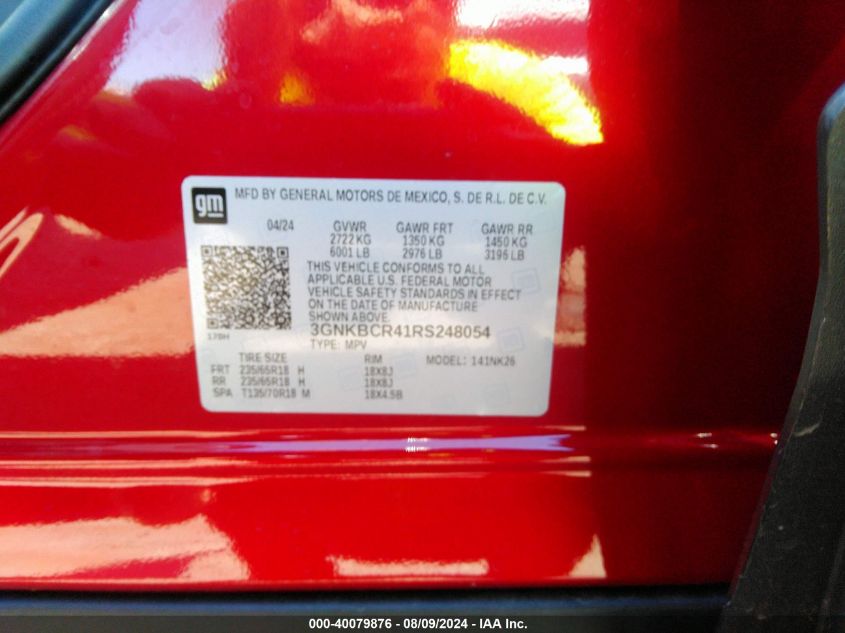 gm
MFD BY GENERAL MOTORS DE MEXICO, S. DE R.L. DE C.V.
04/24 GVWR GAWR FRT GAWR RR
2722 KG 1350 KG 1450 KG
6001 LB 2976 LB 3196 LB
THIS VEHICLE CONFORMS TO ALL
APPLICABLE U.S. FEDERAL MOTOR
VEHICLE SAFETY STANDARDS IN EFFECT
ON THE DATE OF MANUFACTURE
SHOWN ABOVE.
3GNKBCR41RS248054
TYPE: MPV MODEL: 141NK26
TIRE SIZE RIM
FRT 235/65R18 H 18X8J
RR 235/65R18 H 18X8J
SPA T135/70R18 M 18X4.5B
000-40079876 - 08/09/2024 - IAA Inc.